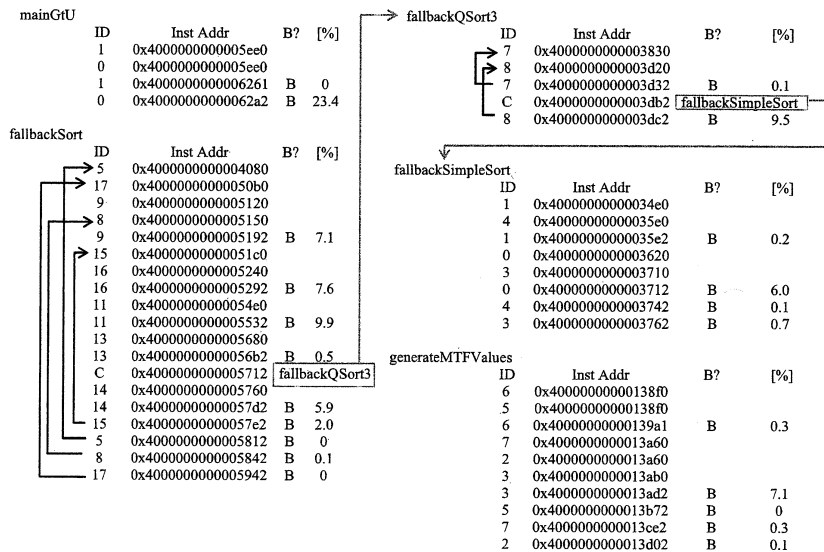 mainGtU
ID Inst Addr B? [%]
1 0x4000000000005ee0
0 0x4000000000005ee0
1 0x4000000000006261 B 0
0 0x40000000000062a2 B 23.4
fallbackSort
ID Inst Addr B? [%]
5 0x4000000000004080
17 0x40000000000050b0
9 0x4000000000005120
8 0x4000000000005150
9 0x4000000000005192 B 7.1
15 0x40000000000051c0
16 0x4000000000005240
16 0x4000000000005292 B 7.6
11 0x40000000000054e0
11 0x4000000000005532 B 9.9
13 0x4000000000005680
13 0x40000000000056b2 B 0.5
C 0x4000000000005712 fallbackQSort3
14 0x4000000000005760
14 0x40000000000057d2 B 5.9
15 0x40000000000057e2 B 2.0
5 0x4000000000005812 B 0
8 0x4000000000005842 B 0.1
17 0x4000000000005942 B 0
fallbackQSort3
ID Inst Addr B? [%]
7 0x4000000000003830
8 0x4000000000003d20
7 0x4000000000003d32 B 0.1
C 0x4000000000003db2 fallbackSimpleSort
8 0x4000000000003dc2 B 9.5
fallbackSimpleSort
ID Inst Addr B? [%]
1 0x40000000000034e0
4 0x40000000000035e0
1 0x40000000000035e2 B 0.2
0 0x4000000000003620
3 0x4000000000003710
0 0x4000000000003712 B 6.0
4 0x4000000000003742 B 0.1
3 0x4000000000003762 B 0.7
generateMTFValues
ID Inst Addr B? [%]
6 0x40000000000138f0
5 0x40000000000138f0
6 0x40000000000139a1 B 0.3
7 0x4000000000013a60
2 0x4000000000013a60
3 0x4000000000013ab0
3 0x4000000000013ad2 B 7.1
5 0x4000000000013b72 B 0
7 0x4000000000013ce2 B 0.3
2 0x4000000000013d02 B 0.1